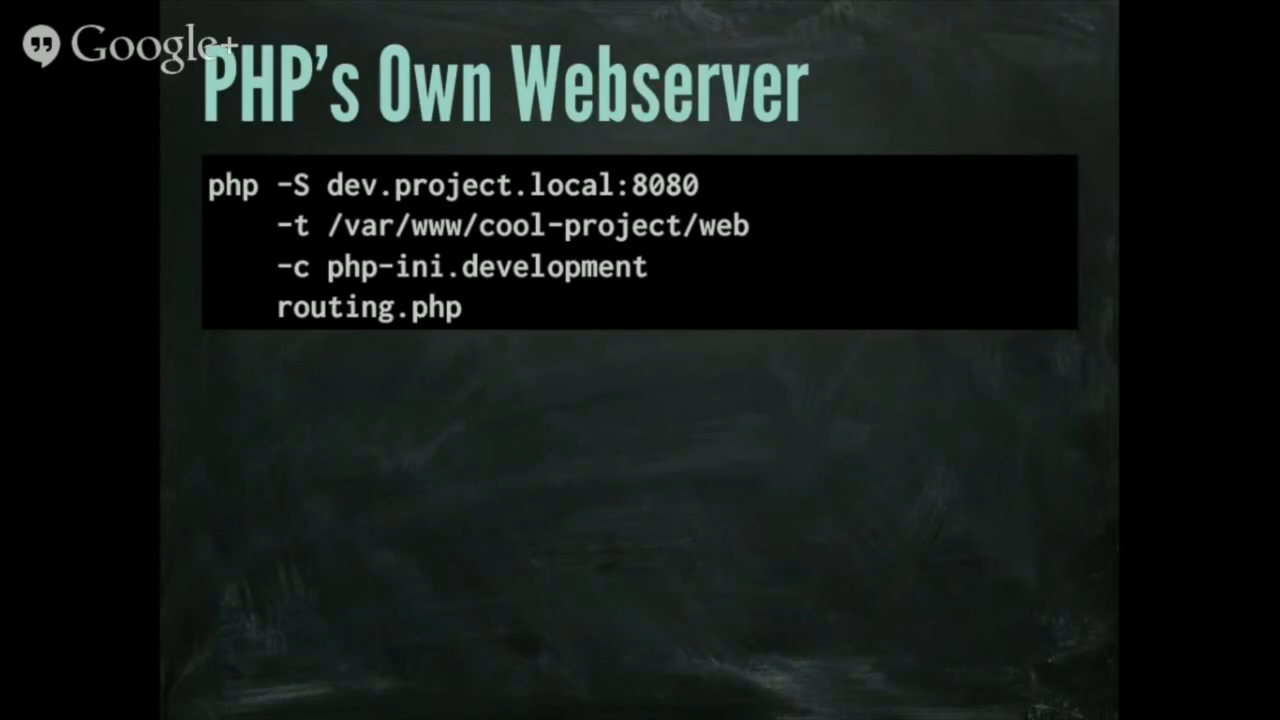 Google+
PHP's Own Webserver
php -S dev.project.local:8080
-t /var/www/cool-project/web
-c php-ini.development
routing.php